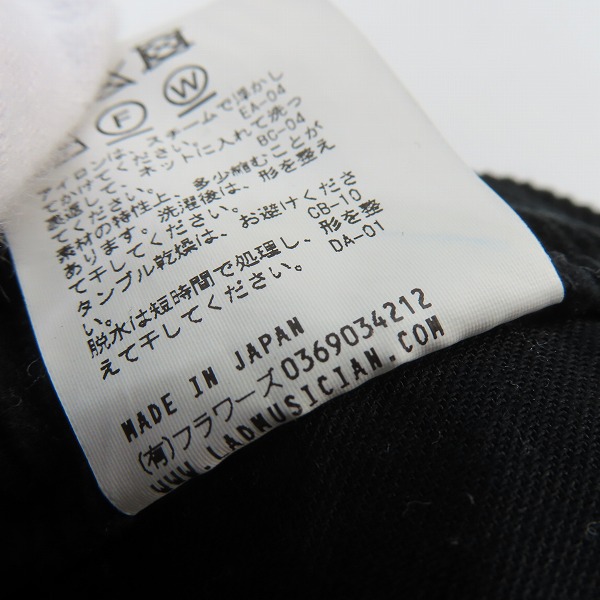 F W
アイロンは、スチームで浮かし
てかけてください。 EA-04
裏返して、ネットに入れて洗っ
てください。 BG-04
素材の特性上、多少縮むことが
あります。洗濯後は、形を整え
て干してください。
タンブル乾燥は、お避けくださ
い。 CB-10
脱水は短時間で処理し、形を整
えて干してください。 DA-01
MADE IN JAPAN
(有)フラワーズ0369034212
WWW.LADMUSICIAN.COM